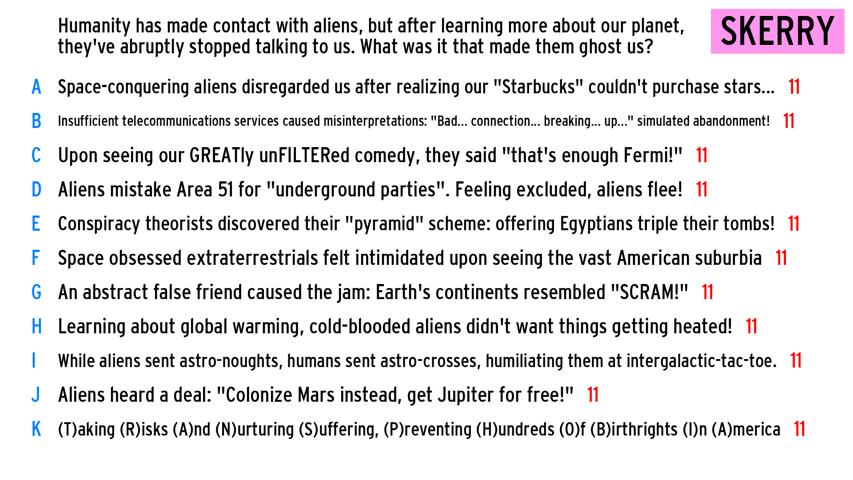 Humanity has made contact with aliens, but after learning more about our planet,
they've abruptly stopped talking to us. What was it that made them ghost us?
SKERRY
A Space-conquering aliens disregarded us after realizing our "Starbucks" couldn't purchase stars... 11
B Insufficient telecommunications services caused misinterpretations: "Bad... connection... breaking... up..." simulated abandonment! 11
C Upon seeing our GREATly unFILTERed comedy, they said "that's enough Fermi!" 11
D Aliens mistake Area 51 for "underground parties". Feeling excluded, aliens flee! 11
E Conspiracy theorists discovered their "pyramid" scheme: offering Egyptians triple their tombs! 11
F Space obsessed extraterrestrials felt intimidated upon seeing the vast American suburbia 11
G An abstract false friend caused the jam: Earth's continents resembled "SCRAM!" 11
H Learning about global warming, cold-blooded aliens didn't want things getting heated! 11
I While aliens sent astro-noughts, humans sent astro-crosses, humiliating them at intergalactic-tac-toe. 11
J Aliens heard a deal: "Colonize Mars instead, get Jupiter for free!" 11
K (T)aking (R)isks (A)nd (N)urturing (S)uffering, (P)reventing (H)undreds (O)f (B)irthrights (I)n (A)merica 11